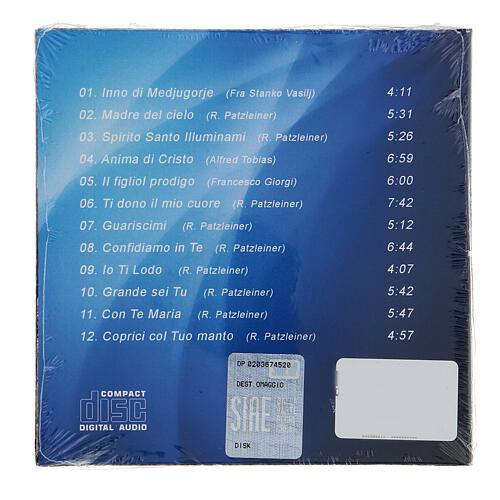 01. Inno di Medjugorje (Fra Stanko Vasilj) 4:11
02. Madre del cielo (R. Patzleiner) 5:31
03. Spirito Santo Illuminami (R. Patzleiner) 5:26
04. Anima di Cristo (Alfred Tobias) 6:59
05. Il figliol prodigo (Francesco Giorgi) 6:00
06. Ti dono il mio cuore (R. Patzleiner) 7:42
07. Guariscimi (R. Patzleiner) 5:12
08. Confidiamo in Te (R. Patzleiner) 6:44
09. Io Ti Lodo (R. Patzleiner) 4:07
10. Grande sei Tu (R. Patzleiner) 5:42
11. Con Te Maria (R. Patzleiner) 5:47
12. Coprici col Tuo manto (R. Patzleiner) 4:57
COMPACT
disc
DIGITAL AUDIO
DP 0203674520
DEST.OMAGGIO
SIAE
DISK